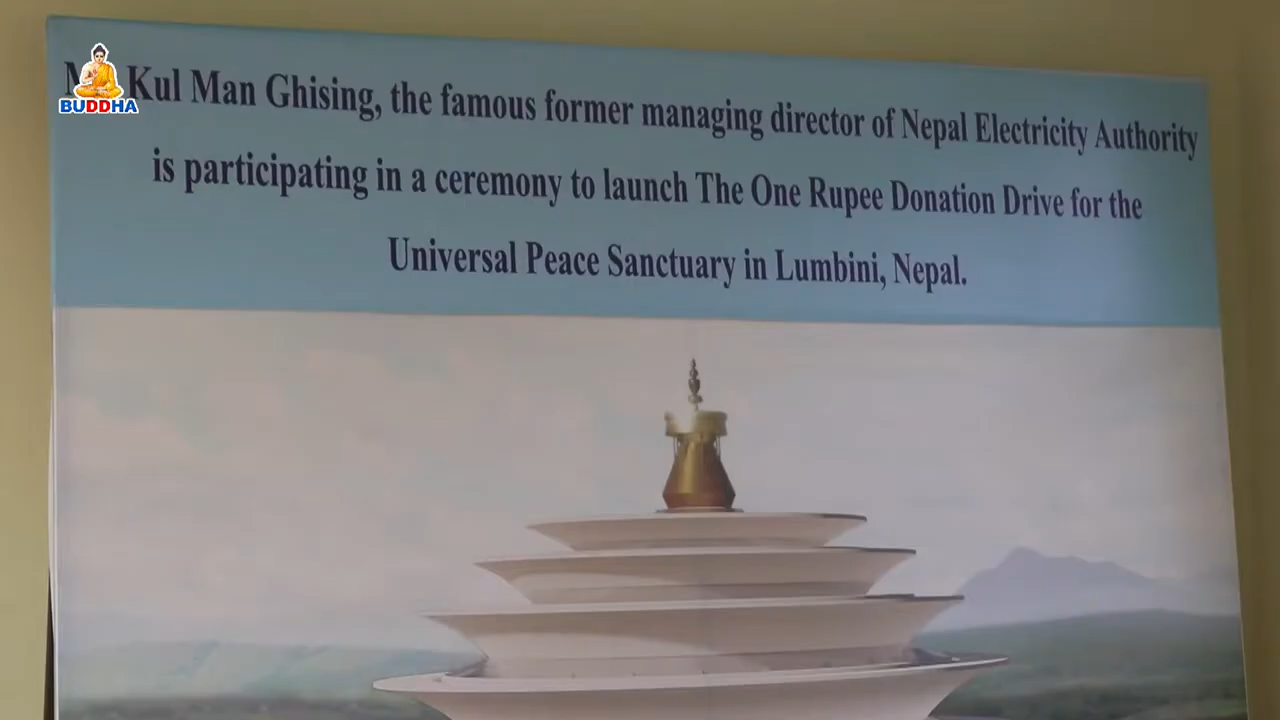 BUDDHA
Kul Man Ghising, the famous former managing director of Nepal Electricity Authority
is participating in a ceremony to launch The One Rupee Donation Drive for the
Universal Peace Sanctuary in Lumbini, Nepal.